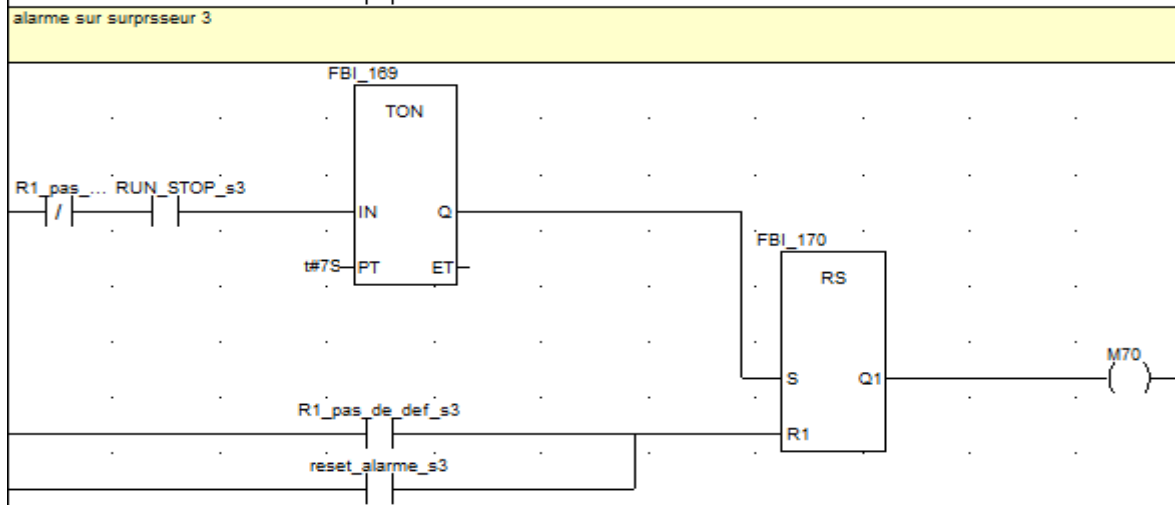 alarme sur surprsseur 3
FBI_169
TON
R1_pas_... RUN_STOP_s3
IN Q
t#7S PT ET
FBI_170
RS
M70
S Q1
R1_pas_de_def_s3
R1
reset_alarme_s3